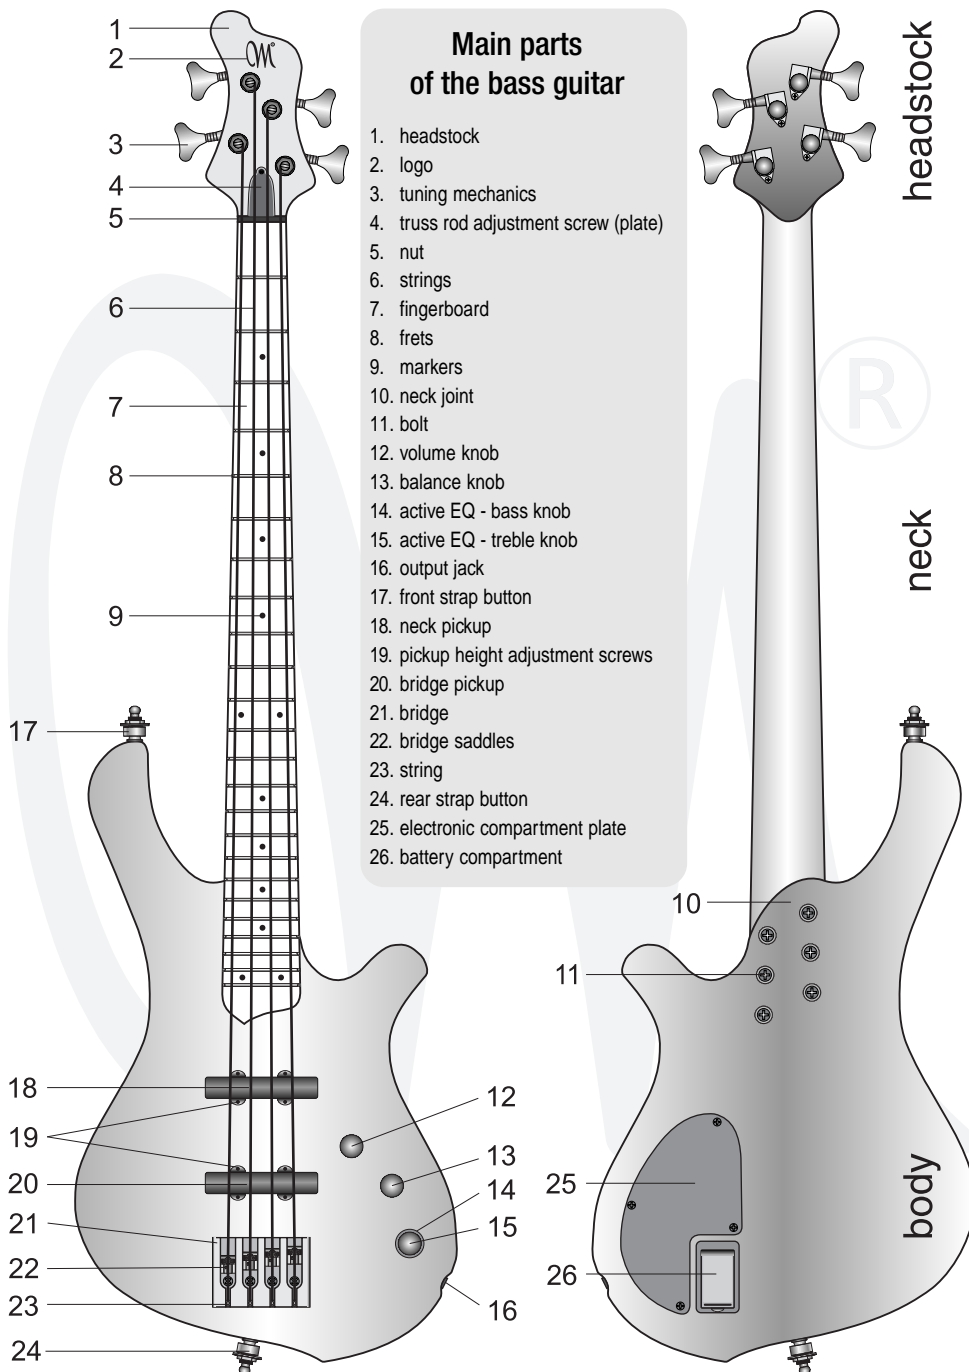 Main parts
of the bass guitar
1. headstock
2. logo
3. tuning mechanics
4. truss rod adjustment screw (plate)
5. nut
6. strings
7. fingerboard
8. frets
9. markers
10. neck joint
11. bolt
12. volume knob
13. balance knob
14. active EQ - bass knob
15. active EQ - treble knob
16. output jack
17. front strap button
18. neck pickup
19. pickup height adjustment screws
20. bridge pickup
21. bridge
22. bridge saddles
23. string
24. rear strap button
25. electronic compartment plate
26. battery compartment
1
2
3
4
5
6
7
8
9
17
18
19
20
21
22
23
24
12
13
14
15
16
10
11
25
26
headstock
neck
body
M
®